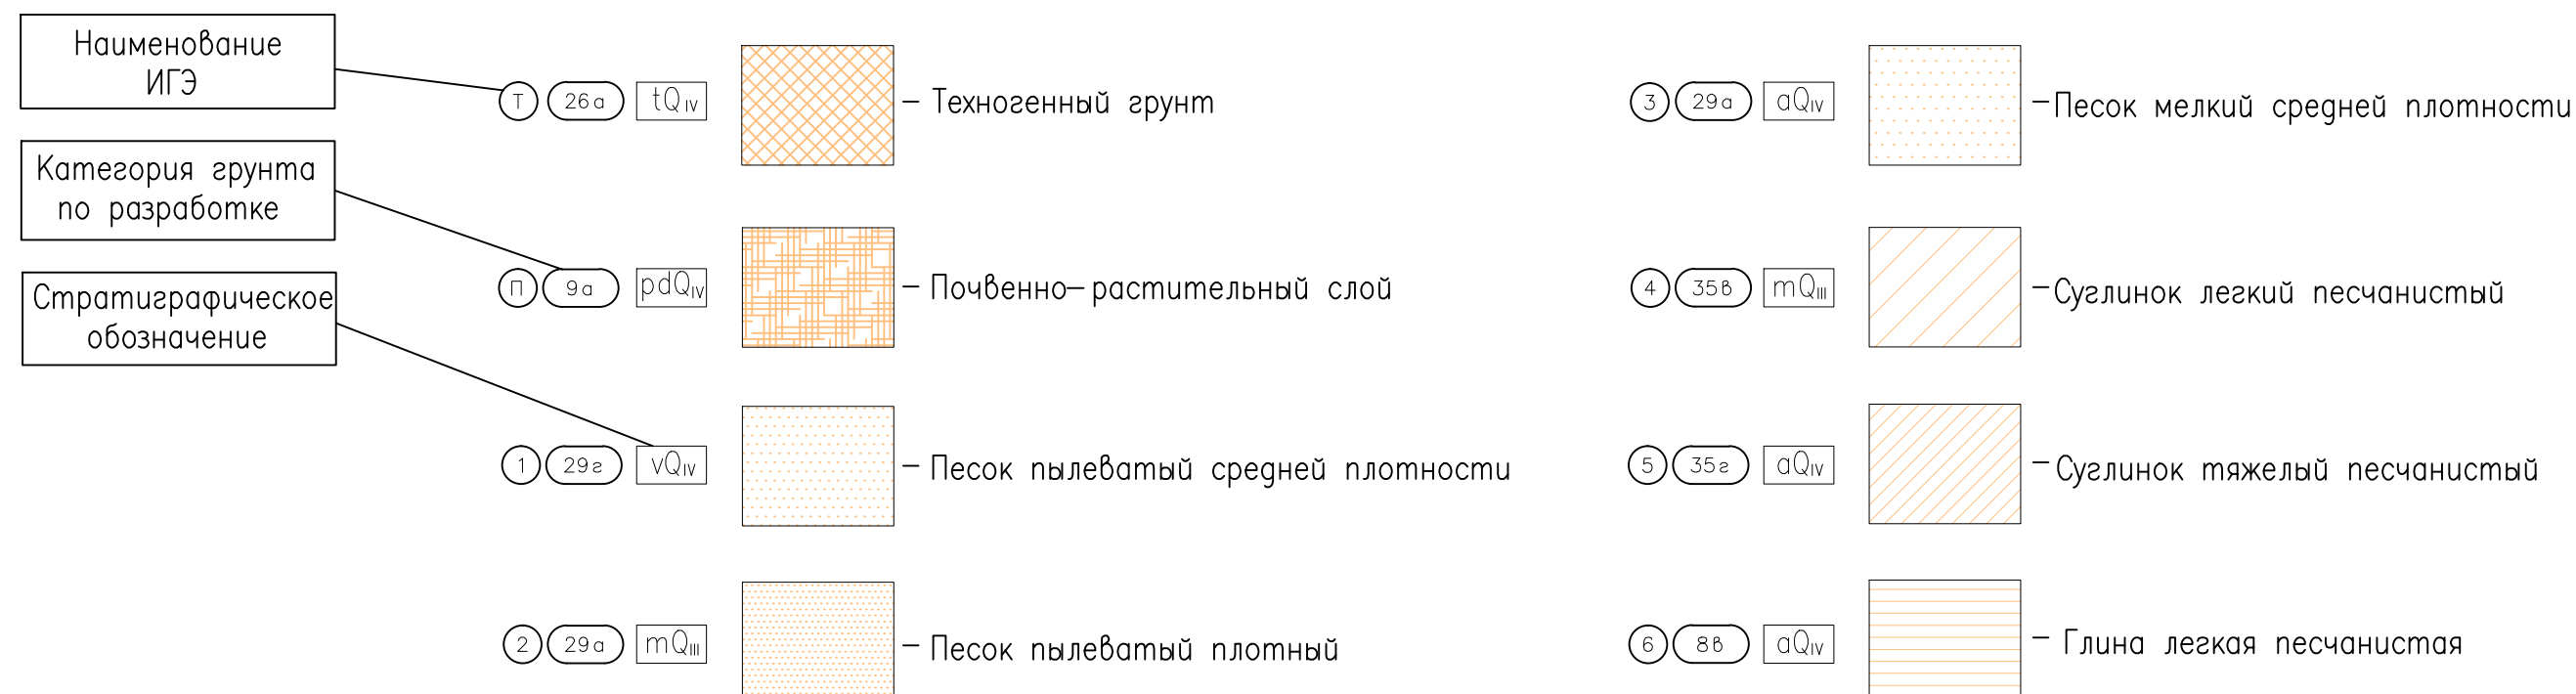 Наименование
ИГЭ
Категория грунта
по разработке
Стратиграфическое
обозначение
Т 26а tQIV – Техногенный грунт
П 9а pdQIV – Почвенно-растительный слой
1 29г vQIV – Песок пылеватый средней плотности
2 29а mQIII – Песок пылеватый плотный
3 29а aQIV – Песок мелкий средней плотности
4 35в mQIII – Суглинок легкий песчанистый
5 35г aQIV – Суглинок тяжелый песчанистый
6 8в aQIV – Глина легкая песчанистая